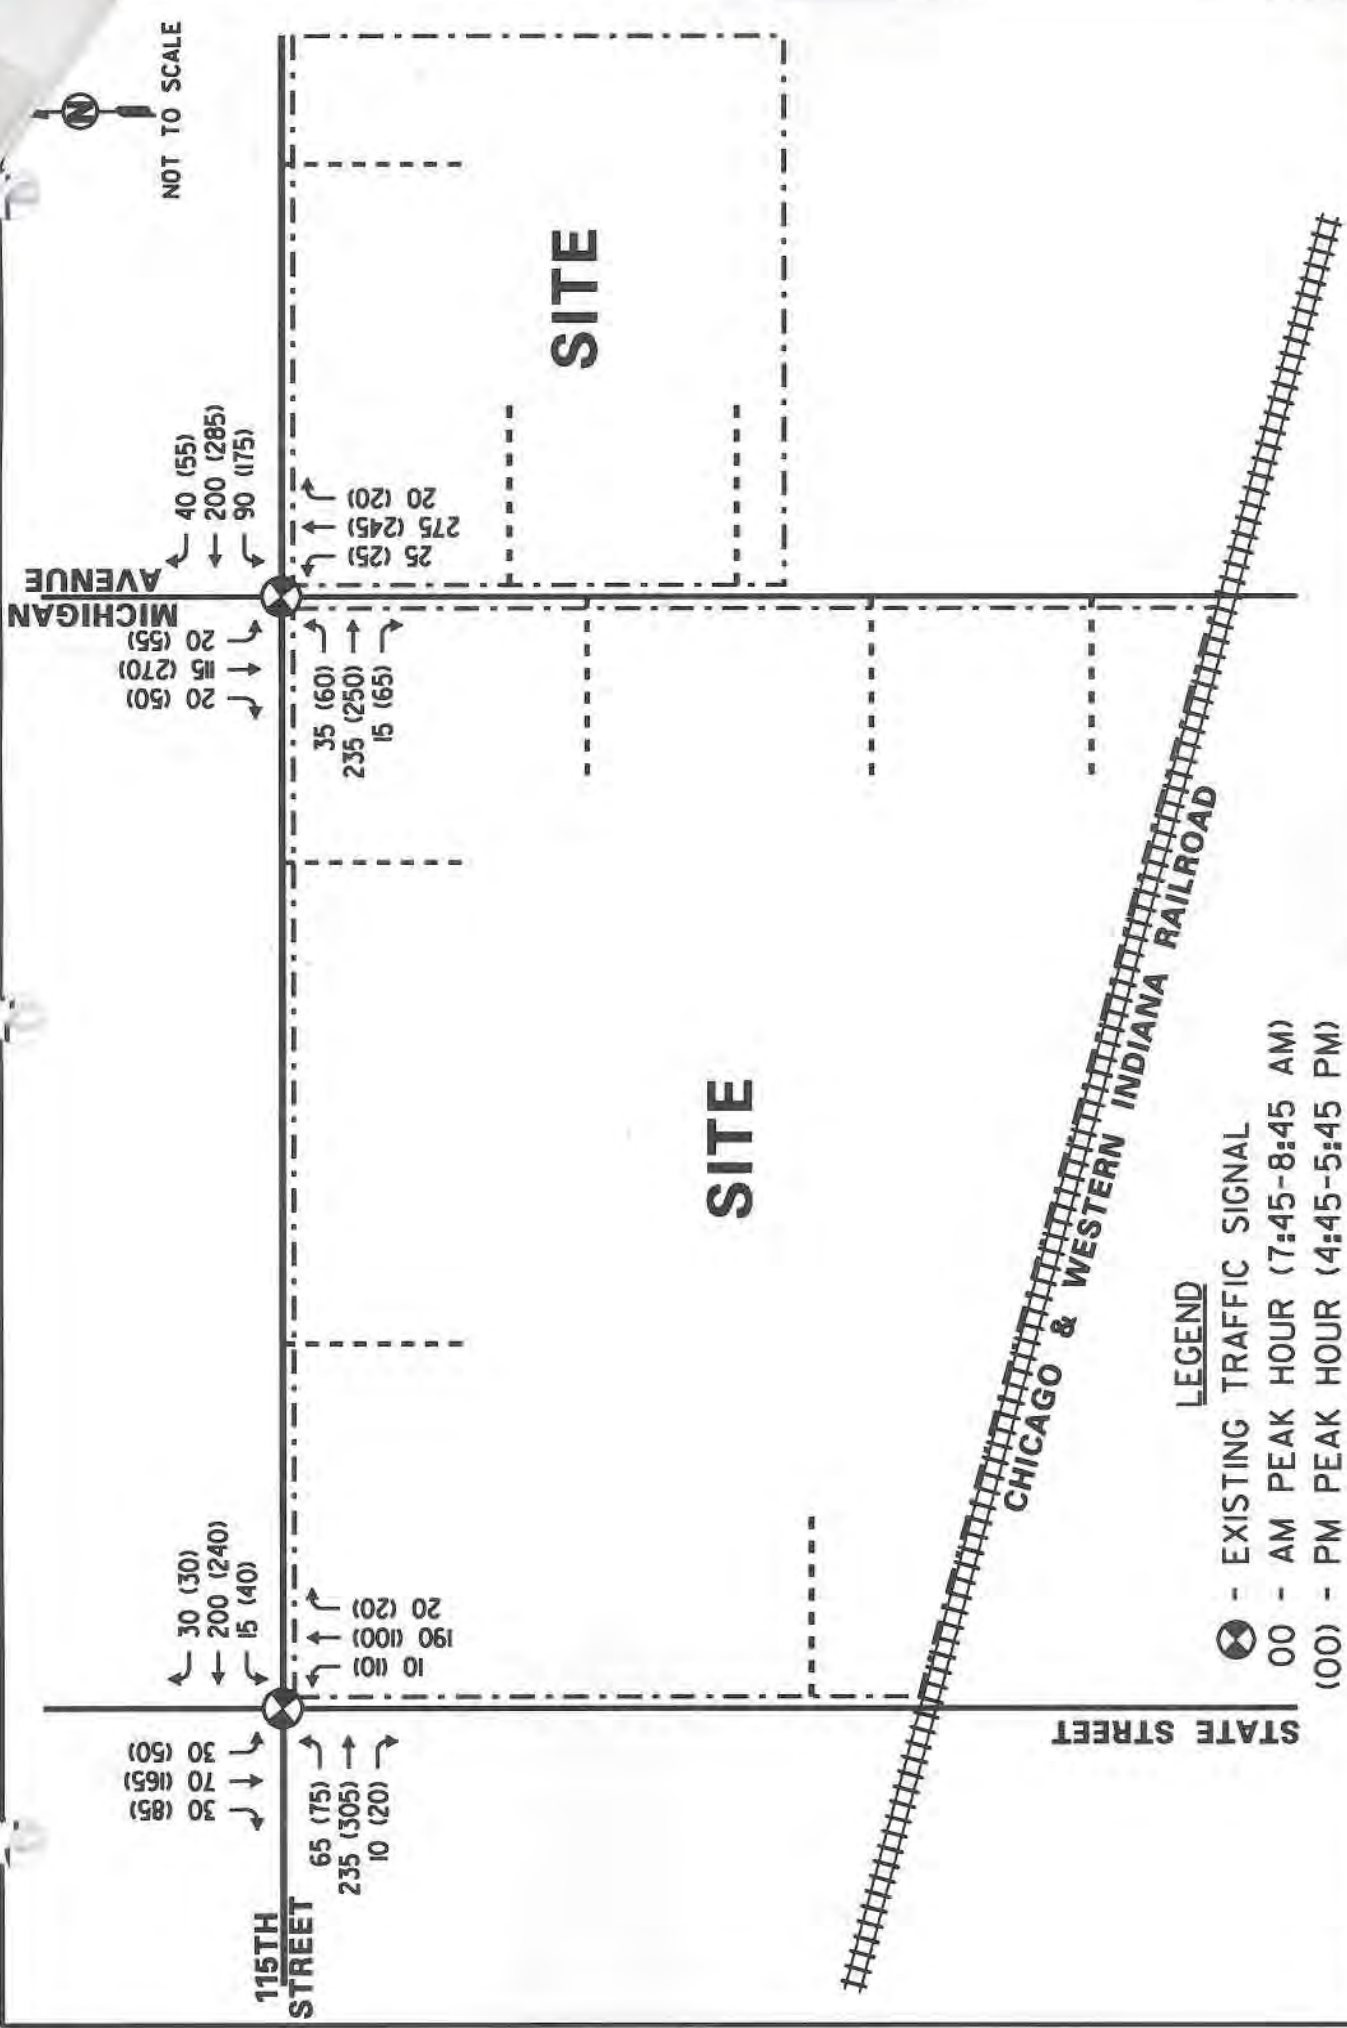 N
NOT TO SCALE
MICHIGAN
AVENUE
20 (50)
115 (270)
20 (55)
40 (55)
200 (285)
90 (175)
35 (60)
235 (250)
15 (65)
25 (25)
275 (245)
20 (20)
SITE
SITE
30 (85)
70 (165)
30 (50)
30 (30)
200 (240)
15 (40)
115TH
STREET
65 (75)
235 (305)
10 (20)
10 (10)
190 (100)
20 (20)
STATE STREET
CHICAGO & WESTERN INDIANA RAILROAD
LEGEND
- EXISTING TRAFFIC SIGNAL
00 - AM PEAK HOUR (7:45-8:45 AM)
(00) - PM PEAK HOUR (4:45-5:45 PM)